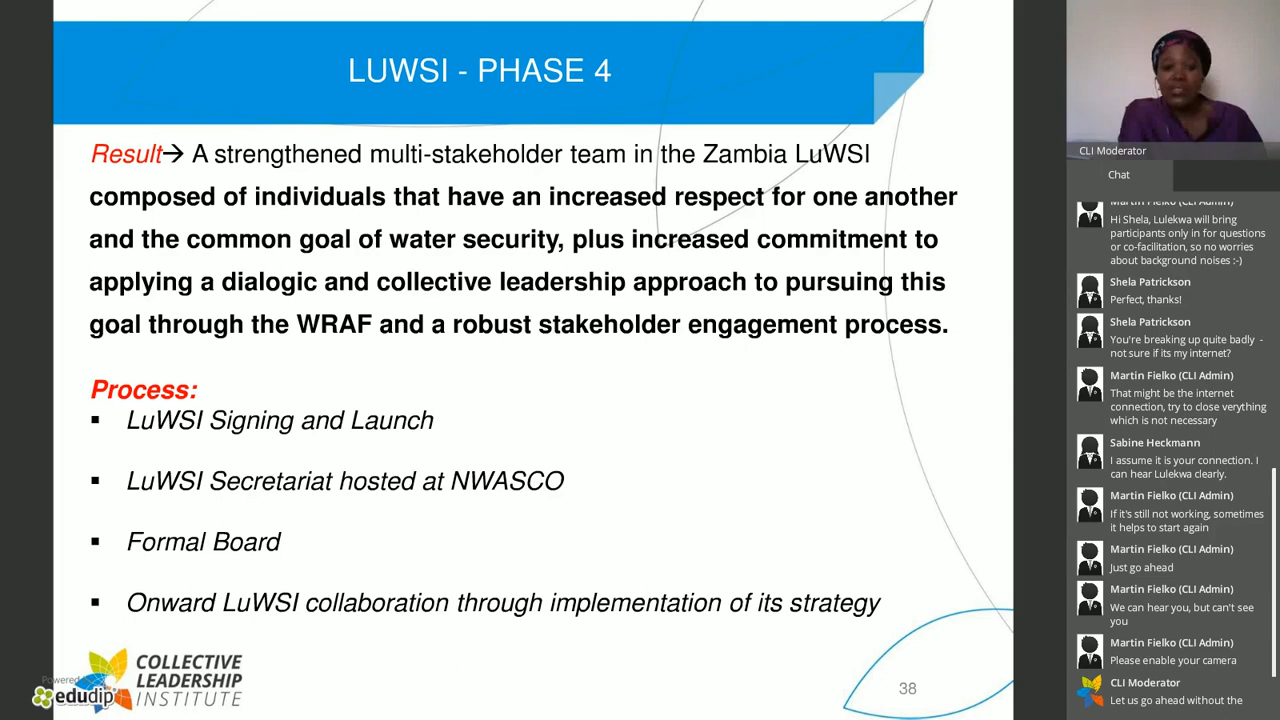 LUWSI - PHASE 4
Result→ A strengthened multi-stakeholder team in the Zambia LuWSI
composed of individuals that have an increased respect for one another
and the common goal of water security, plus increased commitment to
applying a dialogic and collective leadership approach to pursuing this
goal through the WRAF and a robust stakeholder engagement process.
Process:
▪ LuWSI Signing and Launch
▪ LuWSI Secretariat hosted at NWASCO
▪ Formal Board
▪ Onward LuWSI collaboration through implementation of its strategy
COLLECTIVE
LEADERSHIP
INSTITUTE
Powered by
edudip
38
CLI Moderator
Chat
Martin Fielko (CLI Admin)
Hi Shela, Lulekwa will bring
participants only in for questions
or co-facilitation, so no worries
about background noises :-)
Shela Patrickson
Perfect, thanks!
Shela Patrickson
You're breaking up quite badly -
not sure if its my internet?
Martin Fielko (CLI Admin)
That might be the internet
connection, try to close verything
which is not necessary
Sabine Heckmann
I assume it is your connection. I
can hear Lulekwa clearly.
Martin Fielko (CLI Admin)
If it's still not working, sometimes
it helps to start again
Martin Fielko (CLI Admin)
Just go ahead
Martin Fielko (CLI Admin)
We can hear you, but can't see
you
Martin Fielko (CLI Admin)
Please enable your camera
CLI Moderator
Let us go ahead without the